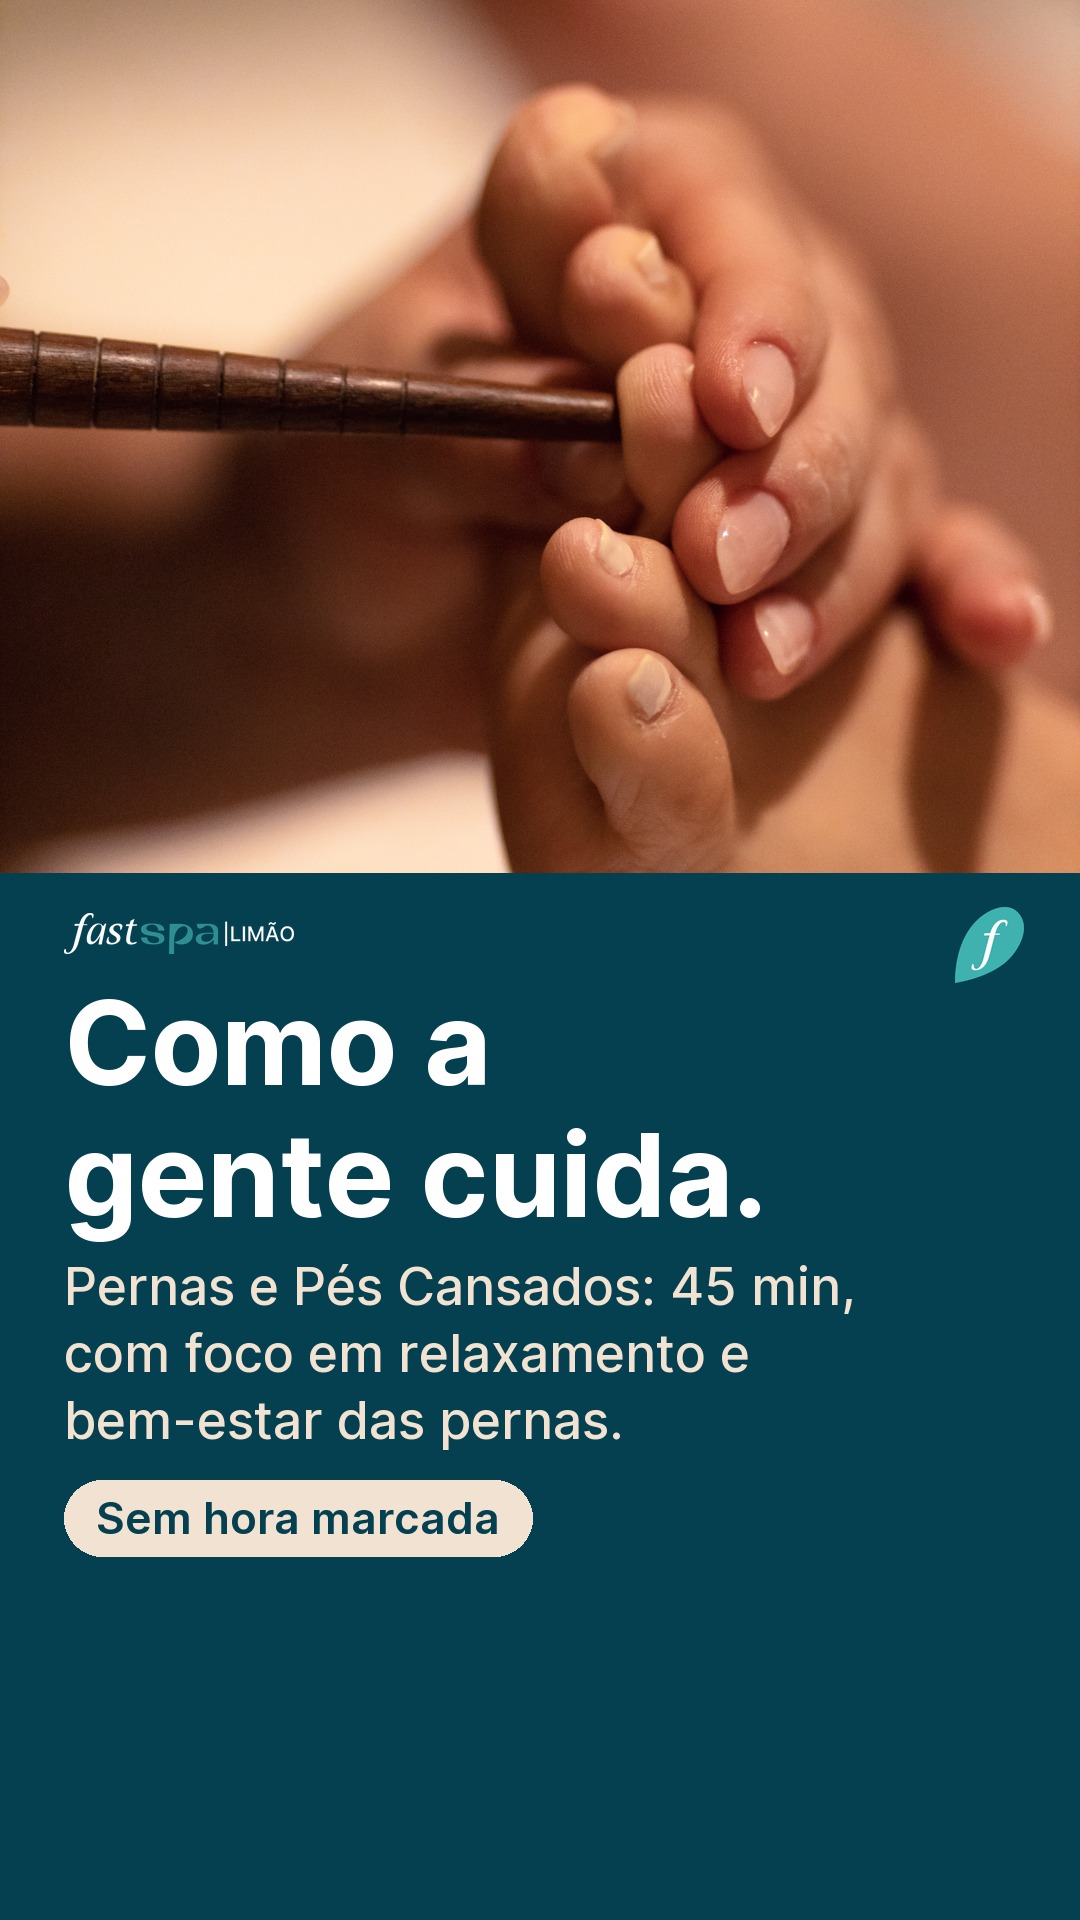 fastspa|LIMÃO
f
Como a
gente cuida.
Pernas e Pés Cansados: 45 min,
com foco em relaxamento e
bem-estar das pernas.
Sem hora marcada